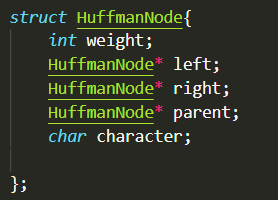 struct HuffmanNode{
    int weight;
    HuffmanNode* left;
    HuffmanNode* right;
    HuffmanNode* parent;
    char character;
};